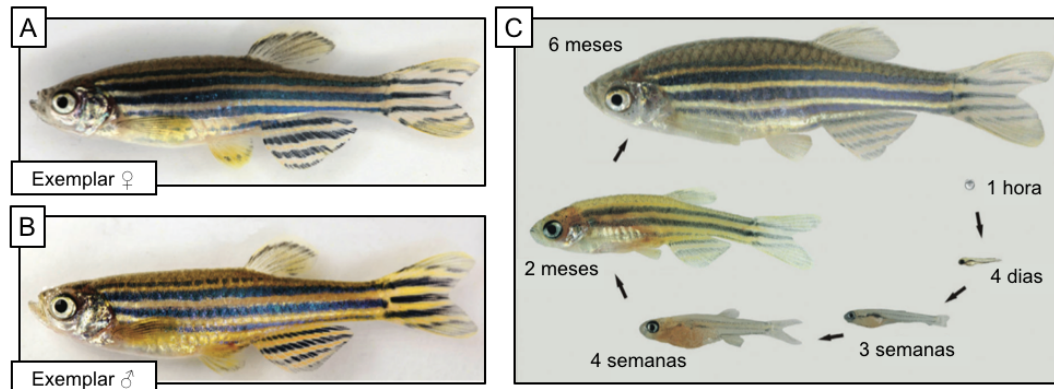 A
Exemplar ♀
B
Exemplar ♂
C
6 meses
1 hora
4 dias
3 semanas
4 semanas
2 meses